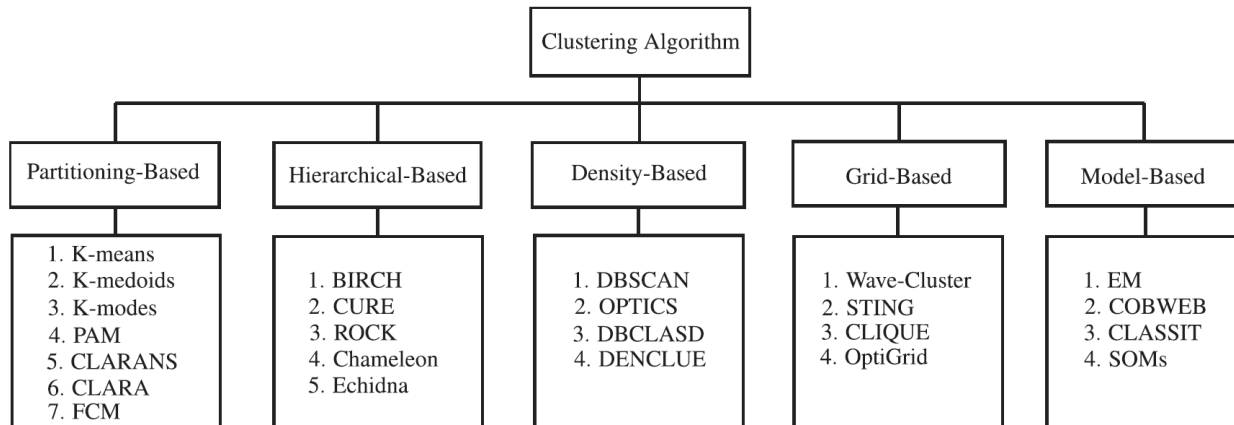 Clustering Algorithm
Partitioning-Based
Hierarchical-Based
Density-Based
Grid-Based
Model-Based
1. K-means
2. K-medoids
3. K-modes
4. PAM
5. CLARANS
6. CLARA
7. FCM
1. BIRCH
2. CURE
3. ROCK
4. Chameleon
5. Echidna
1. DBSCAN
2. OPTICS
3. DBCLASD
4. DENCLUE
1. Wave-Cluster
2. STING
3. CLIQUE
4. OptiGrid
1. EM
2. COBWEB
3. CLASSIT
4. SOMs